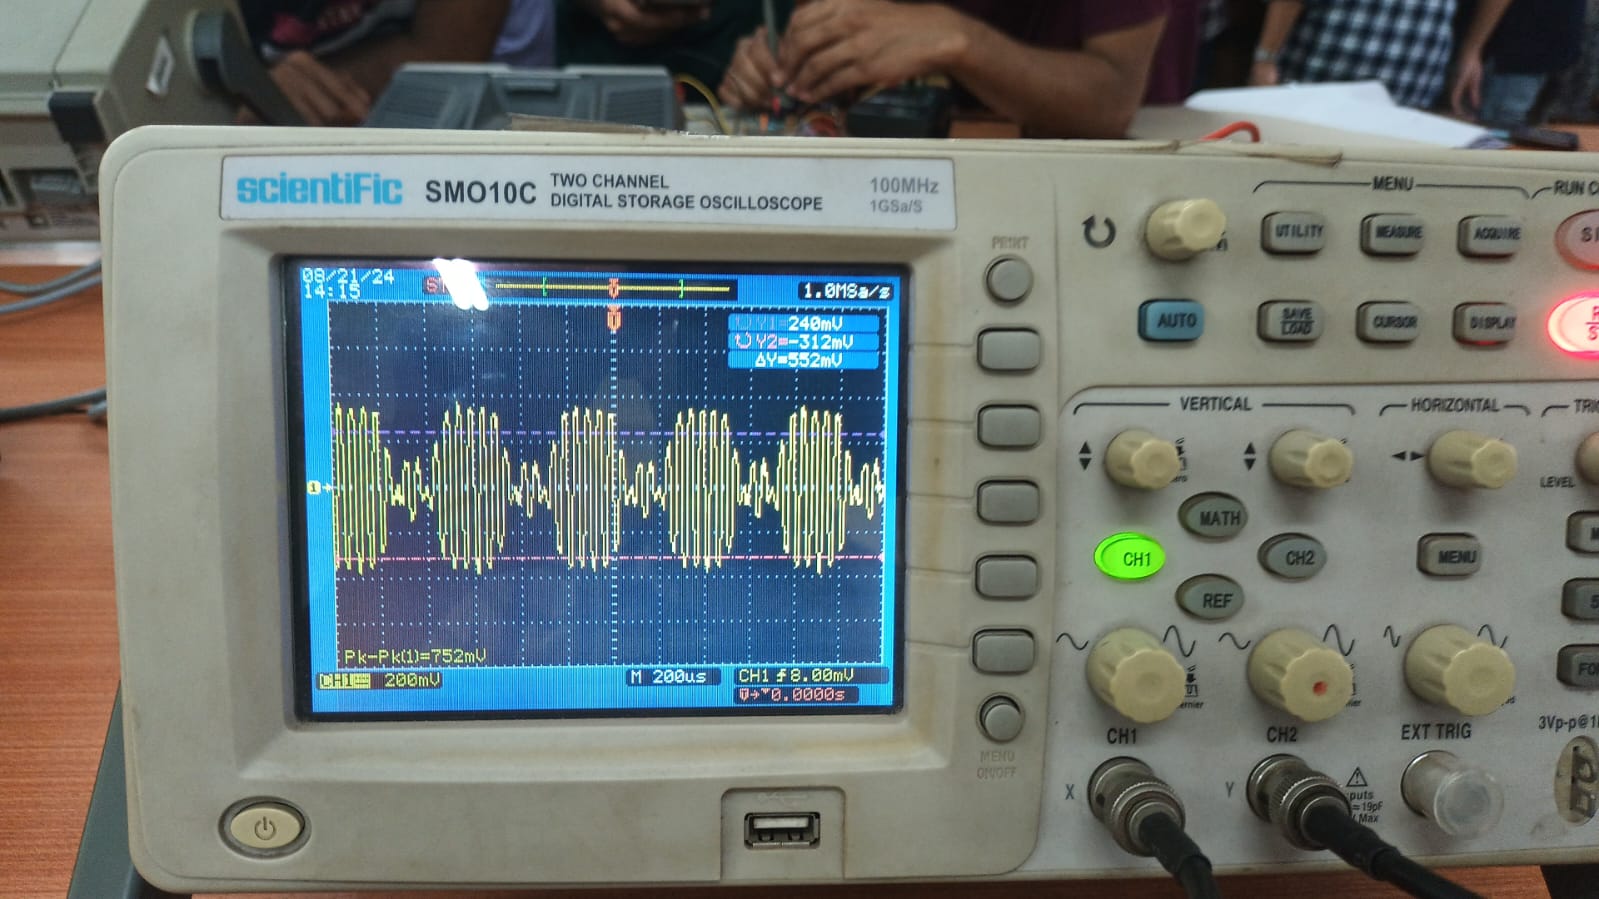 scientiFic SMO10C TWO CHANNEL
DIGITAL STORAGE OSCILLOSCOPE
100MHz
1GSa/S
08/21/24
14:15
1.0MSa/s
Y1=240mV
Y2=-312mV
ΔY=552mV
1
Pk-Pk(1)=752mV
CH1 200mV
M 200us
CH1 8.00mV
0.0000s
PRINT
MENU
ON/OFF
MENU
UTILITY
MEASURE
ACQUIRE
AUTO
SAVE
LOAD
CURSOR
DISPLAY
VERTICAL
HORIZONTAL
LEVEL
MATH
CH1
CH2
MENU
REF
CH1
CH2
EXT TRIG
X
Y